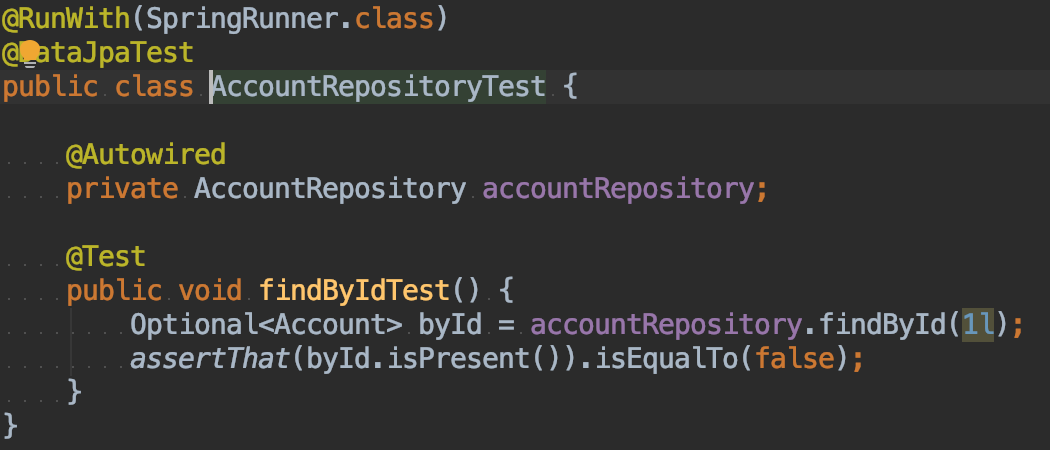 @RunWith(SpringRunner.class)
@DataJpaTest
public class AccountRepositoryTest {
@Autowired
private AccountRepository accountRepository;
@Test
public void findByIdTest() {
Optional<Account> byId = accountRepository.findById(1l);
assertThat(byId.isPresent()).isEqualTo(false);
}
}